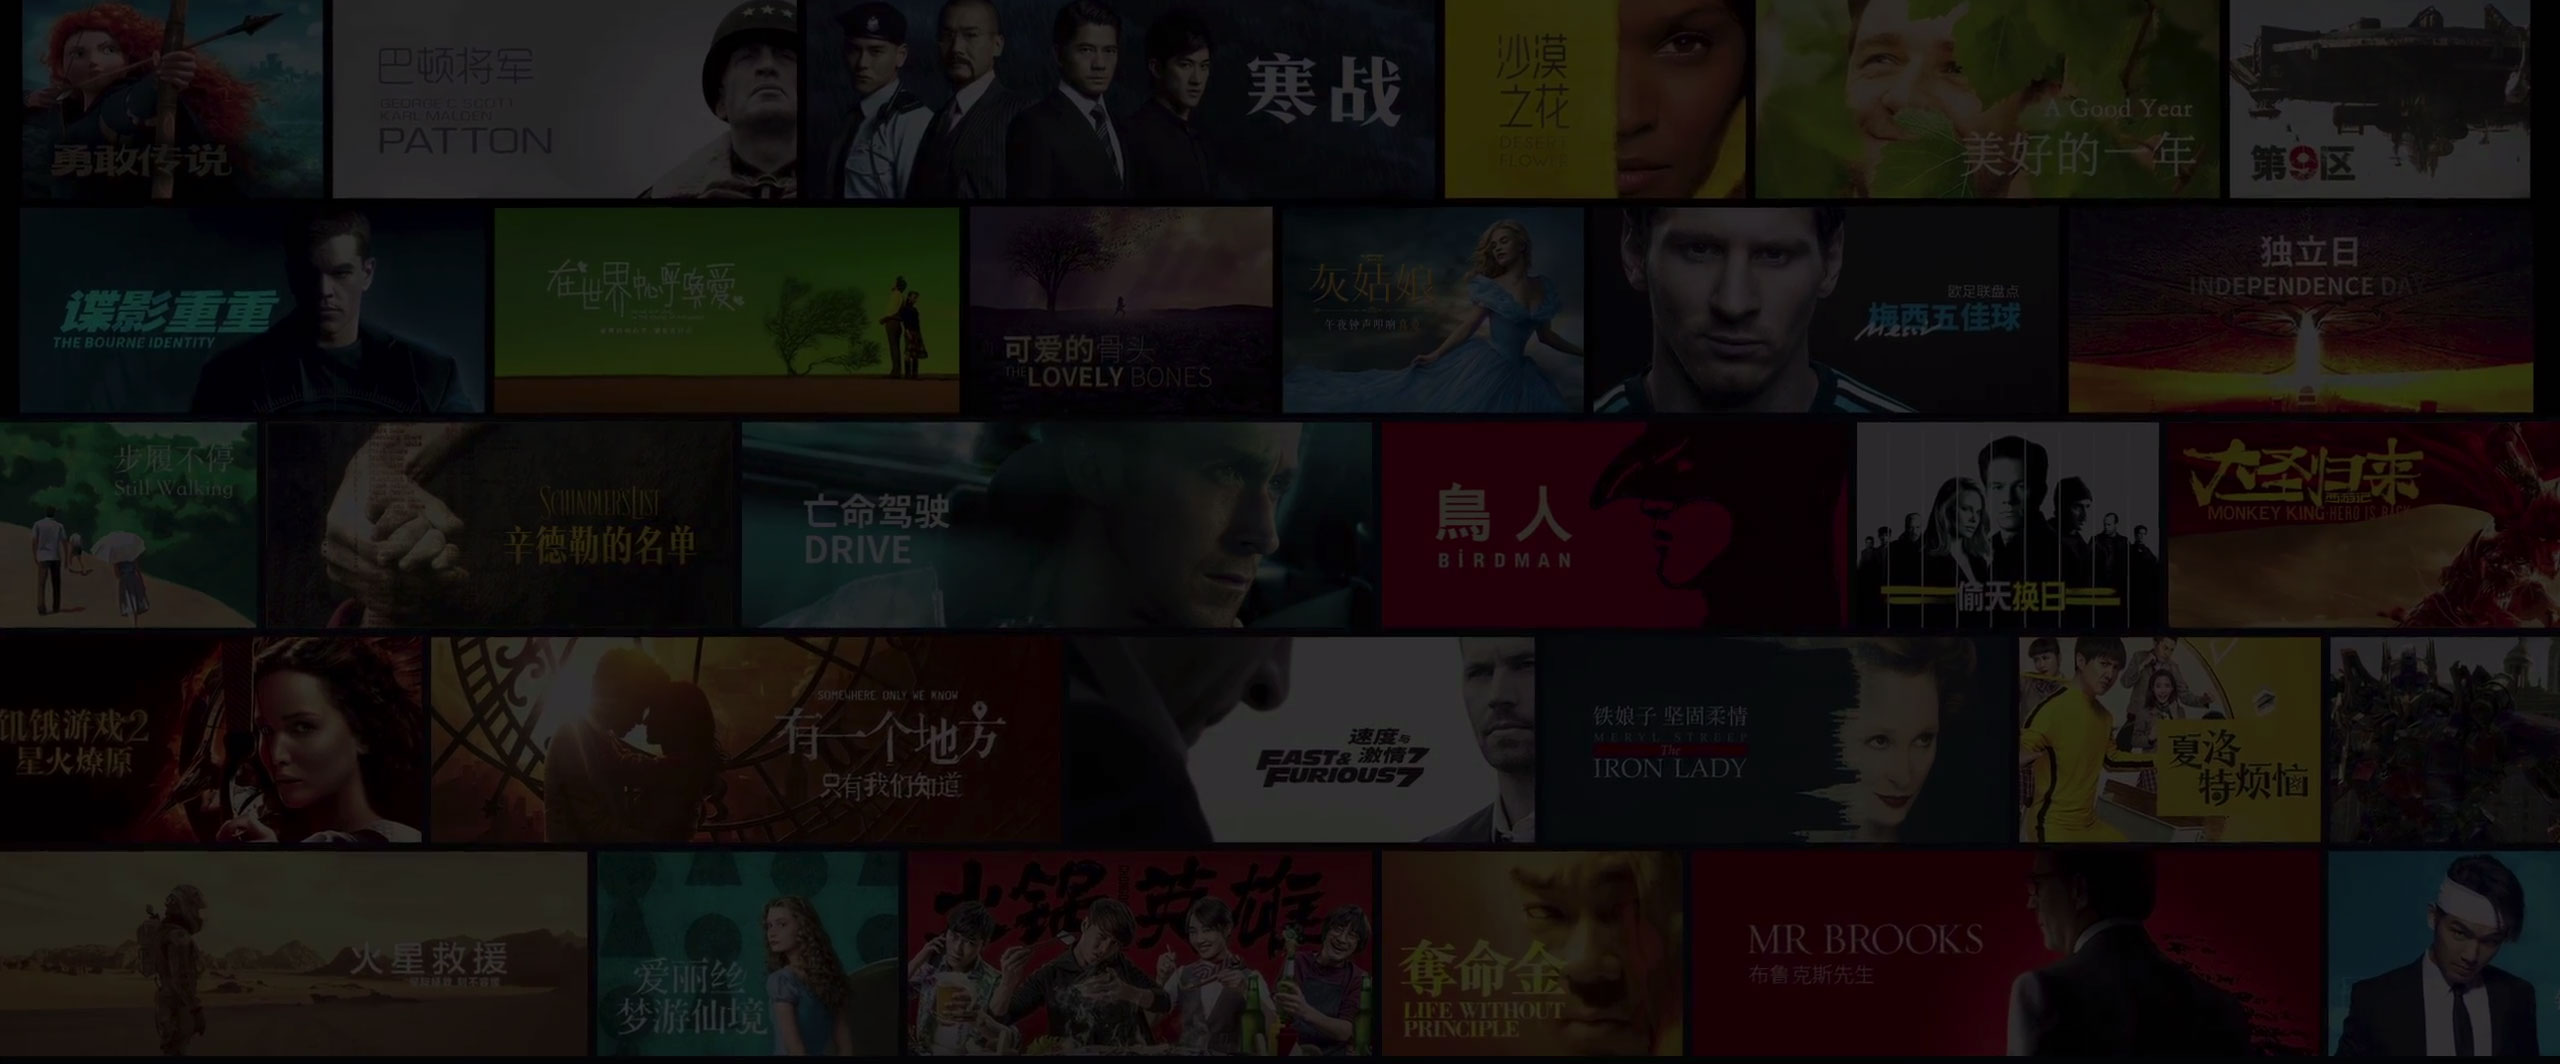 勇敢传说
巴顿将军
GEORGE C SCOTT
KARL MALDEN
PATTON
寒战
沙漠
之花
DESERT
FLOWER
A Good Year
美好的一年
第9区
谍影重重
THE BOURNE IDENTITY
在世界中心呼唤爱
可爱的骨头
THE LOVELY BONES
灰姑娘
午夜钟声叩响真爱
欧足联盘点
梅西五佳球
Messi
独立日
INDEPENDENCE DAY
步履不停
Still Walking
SCHINDLER'S LIST
辛德勒的名单
亡命驾驶
DRIVE
鳥人
BiRDMAN
偷天换日
大圣归来
西游记
MONKEY KING·HERO IS BACK
饥饿游戏2
星火燎原
SOMEWHERE ONLY WE KNOW
有一个地方
只有我们知道
速度与
激情7
FAST &
FURIOUS 7
铁娘子 坚固柔情
MERYL STREEP
The
IRON LADY
夏洛
特烦恼
火星救援
爱丽丝
梦游仙境
火锅英雄
奪命金
LIFE WITHOUT
PRINCIPLE
MR BROOKS
布鲁克斯先生